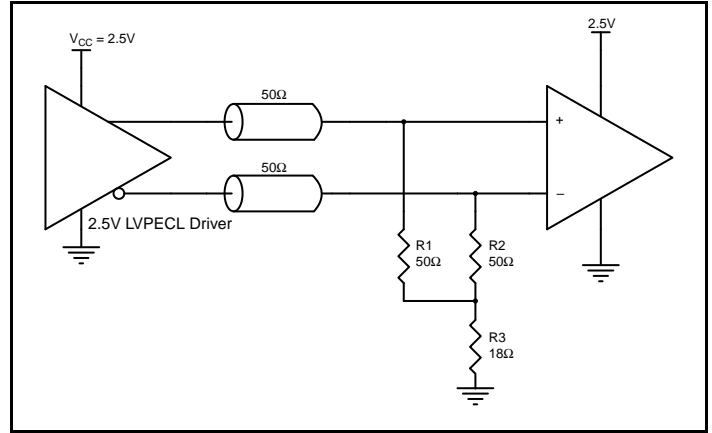 V_CC = 2.5V
2.5V
50Ω
+
50Ω
−
2.5V LVPECL Driver
R1
50Ω
R2
50Ω
R3
18Ω